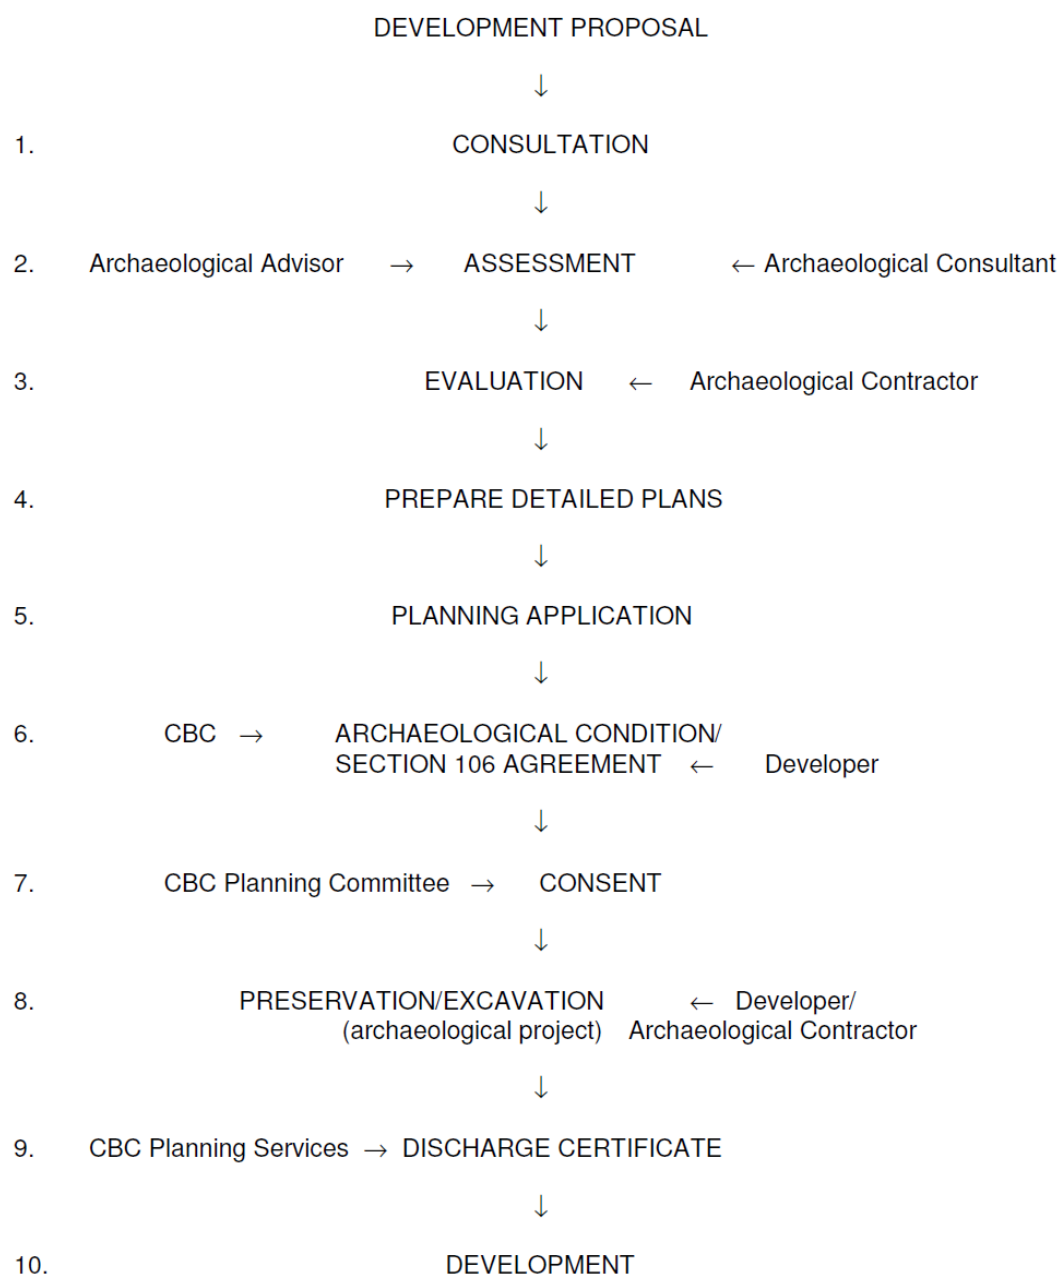 DEVELOPMENT PROPOSAL
↓
1. CONSULTATION
↓
2. Archaeological Advisor → ASSESSMENT ← Archaeological Consultant
↓
3. EVALUATION ← Archaeological Contractor
↓
4. PREPARE DETAILED PLANS
↓
5. PLANNING APPLICATION
↓
6. CBC → ARCHAEOLOGICAL CONDITION/
SECTION 106 AGREEMENT ← Developer
↓
7. CBC Planning Committee → CONSENT
↓
8. PRESERVATION/EXCAVATION ← Developer/
(archaeological project) Archaeological Contractor
↓
9. CBC Planning Services → DISCHARGE CERTIFICATE
↓
10. DEVELOPMENT